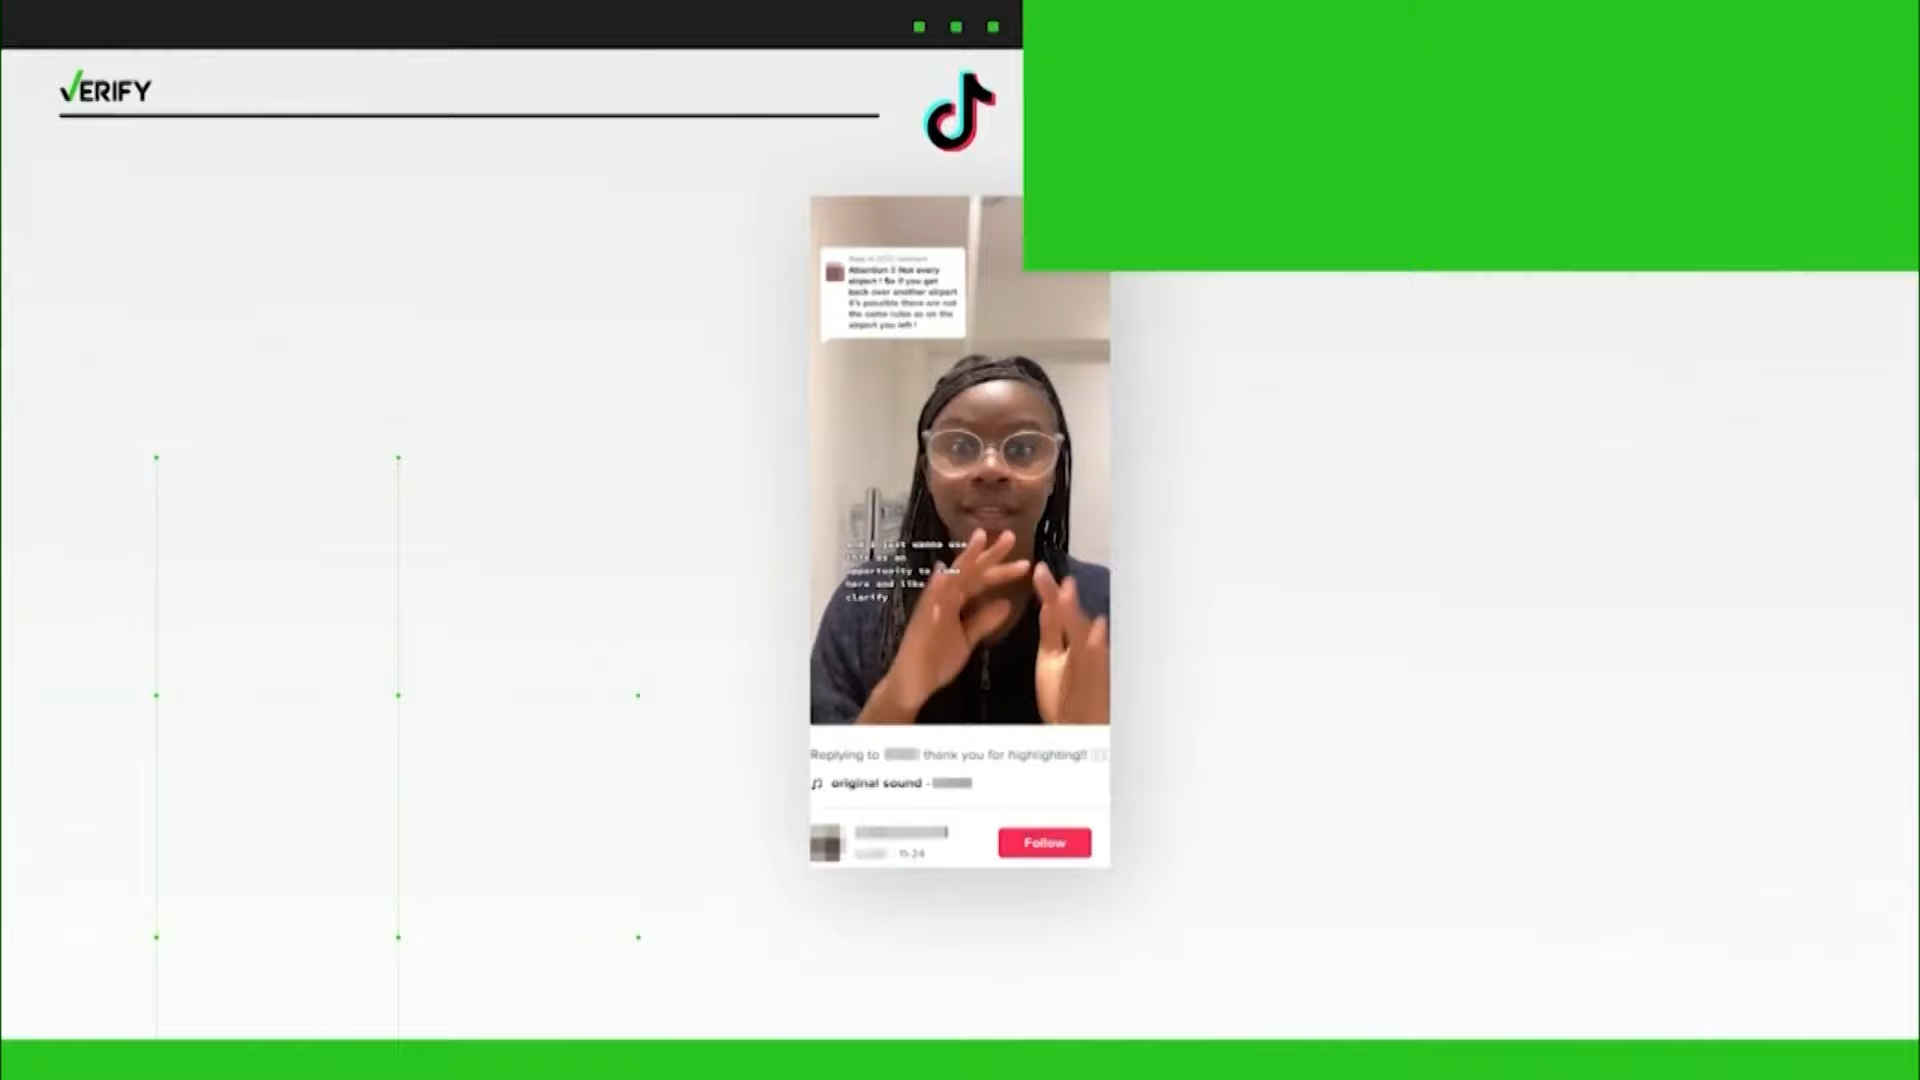 VERIFY
Attention !! Not every
airport ! So if you get
back over another airport
it's possible there are not
the same rules as on the
airport you left !
just wanna use
this as an
opportunity to come
here and like
clarify
Replying to thank you for highlighting!!
original sound -
11-24
Follow